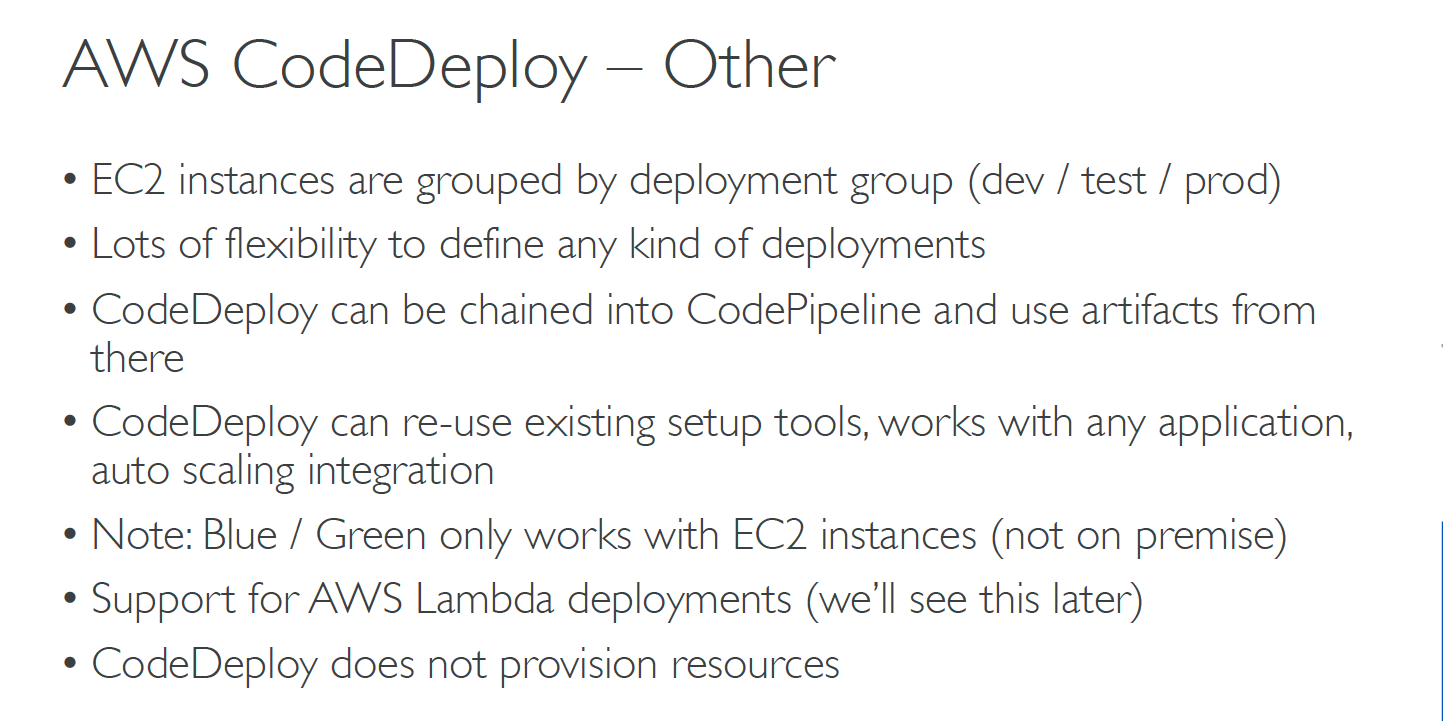 AWS CodeDeploy – Other
• EC2 instances are grouped by deployment group (dev / test / prod)
• Lots of flexibility to define any kind of deployments
• CodeDeploy can be chained into CodePipeline and use artifacts from
there
• CodeDeploy can re-use existing setup tools, works with any application,
auto scaling integration
• Note: Blue / Green only works with EC2 instances (not on premise)
• Support for AWS Lambda deployments (we’ll see this later)
• CodeDeploy does not provision resources